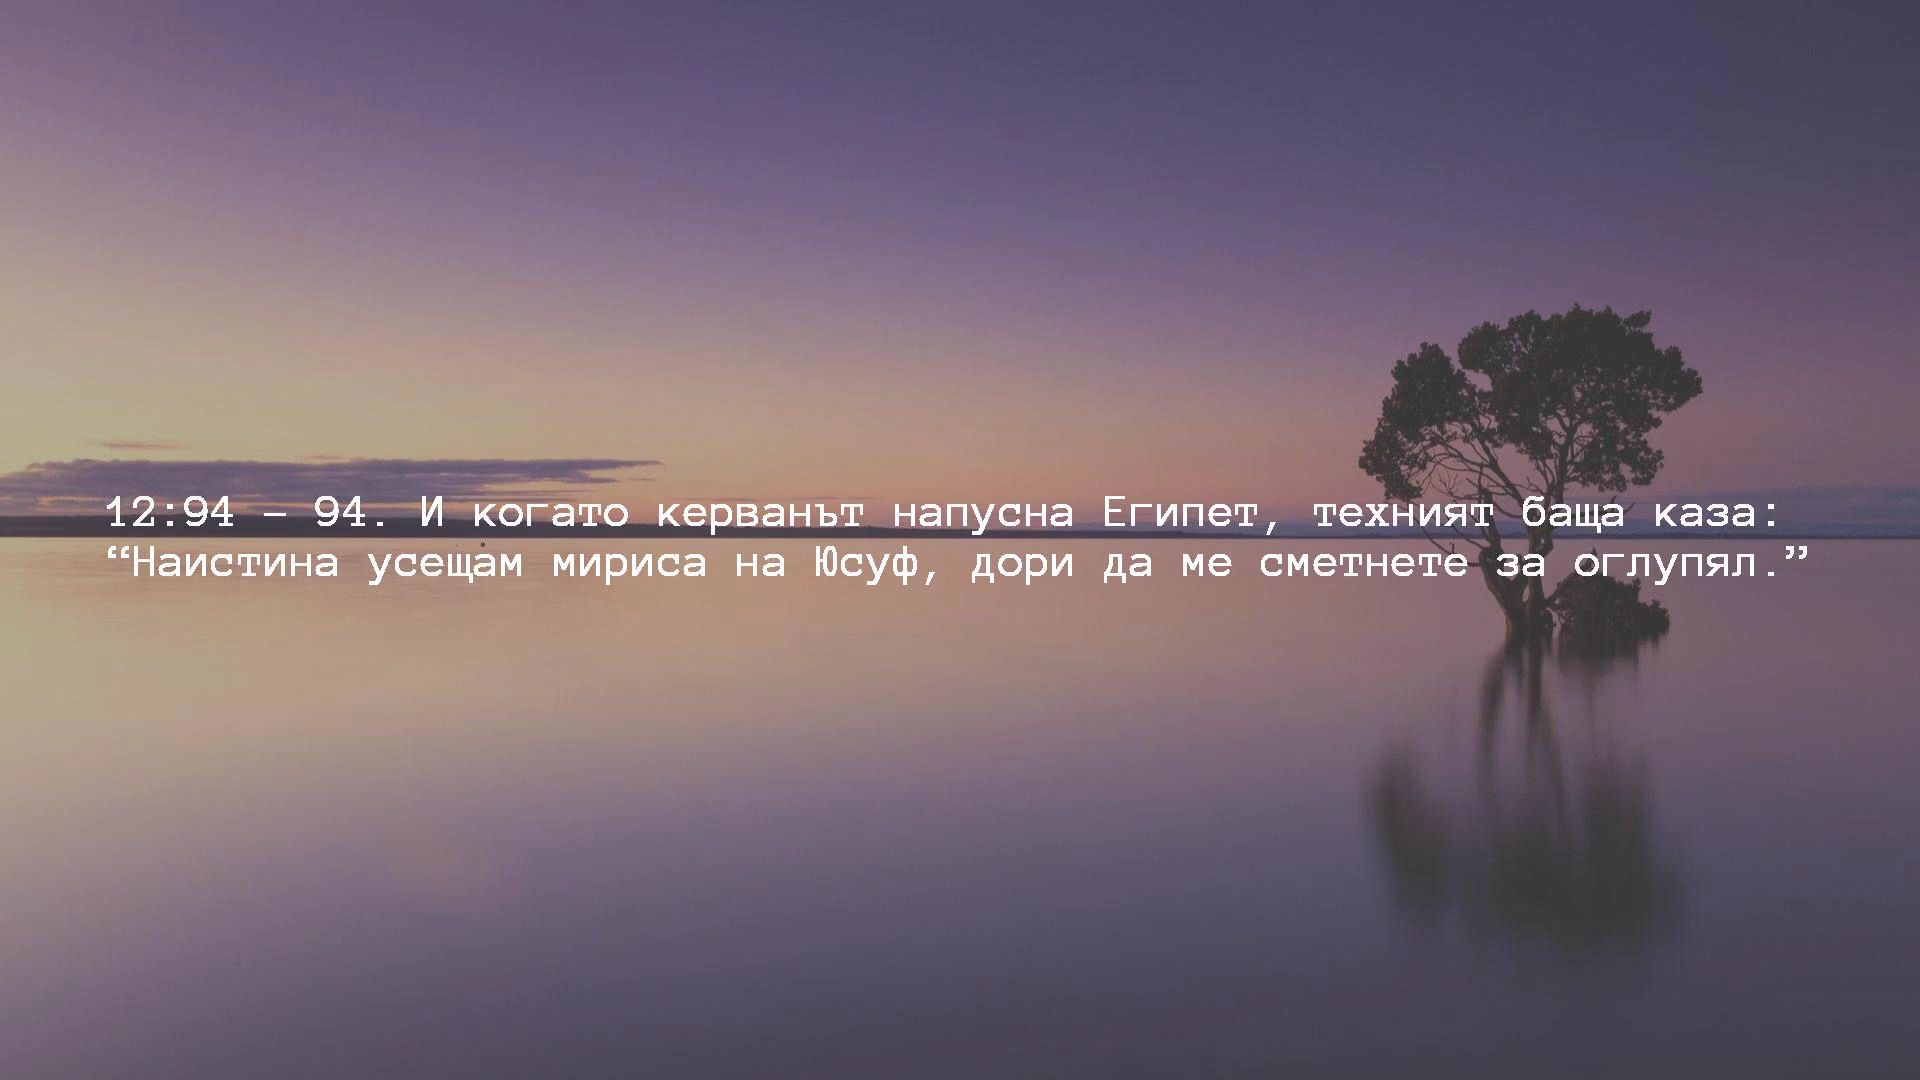 12:94 – 94. И когато керванът напусна Египет, техният баща каза:
“Наистина усещам мириса на Юсуф, дори да ме сметнете за оглупял.”